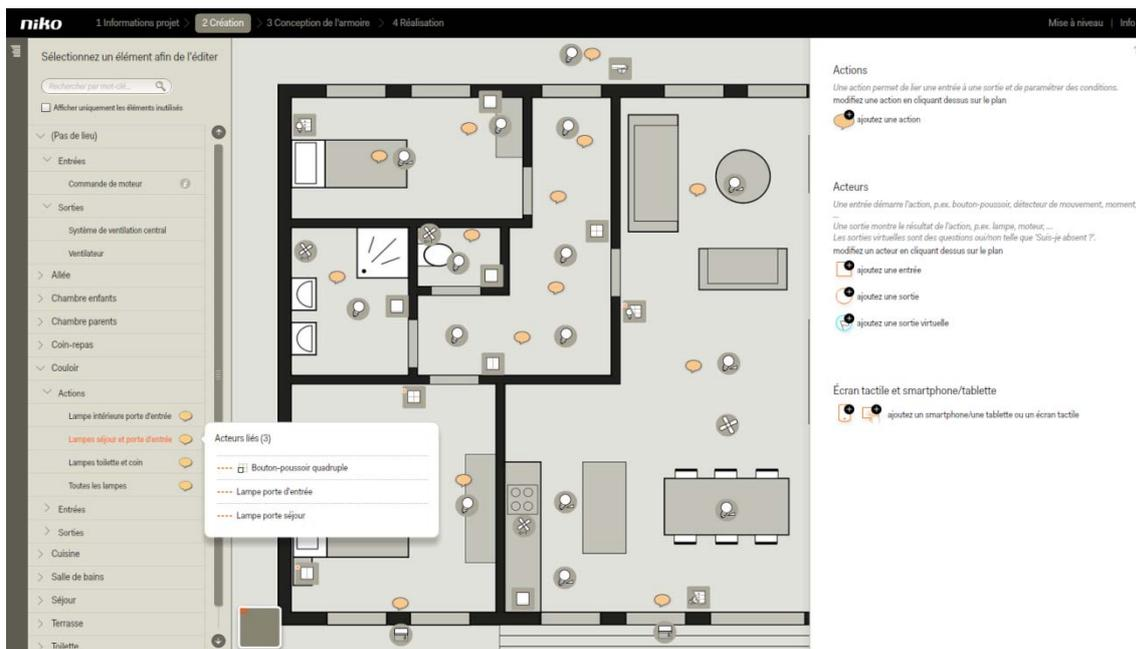 niko
1 Informations projet > 2 Création > 3 Conception de l'armoire > 4 Réalisation
Mise à niveau | Info
Sélectionnez un élément afin de l'éditer
Rechercher par mot-clé...
Afficher uniquement les éléments inutilisés
(Pas de lieu)
Entrées
Commande de moteur
Sorties
Système de ventilation central
Ventilateur
Allée
Chambre enfants
Chambre parents
Coin-repas
Couloir
Actions
Lampe intérieure porte d'entrée
Lampes séjour et porte d'entrée
Lampes toilette et coin
Toutes les lampes
Entrées
Sorties
Cuisine
Salle de bains
Séjour
Terrasse
Toilette
Acteurs liés (3)
Bouton-poussoir quadruple
Lampe porte d'entrée
Lampe porte séjour
Actions
Une action permet de lier une entrée à une sortie et de paramétrer des conditions.
modifiez une action en cliquant dessus sur le plan
ajoutez une action
Acteurs
Une entrée démarre l'action, p.ex. bouton-poussoir, détecteur de mouvement, moment,
...
Une sortie montre le résultat de l'action, p.ex. lampe, moteur, ...
Les sorties virtuelles sont des questions oui/non telle que 'Suis-je absent ?'.
modifiez un acteur en cliquant dessus sur le plan
ajoutez une entrée
ajoutez une sortie
ajoutez une sortie virtuelle
Écran tactile et smartphone/tablette
ajoutez un smartphone/une tablette ou un écran tactile